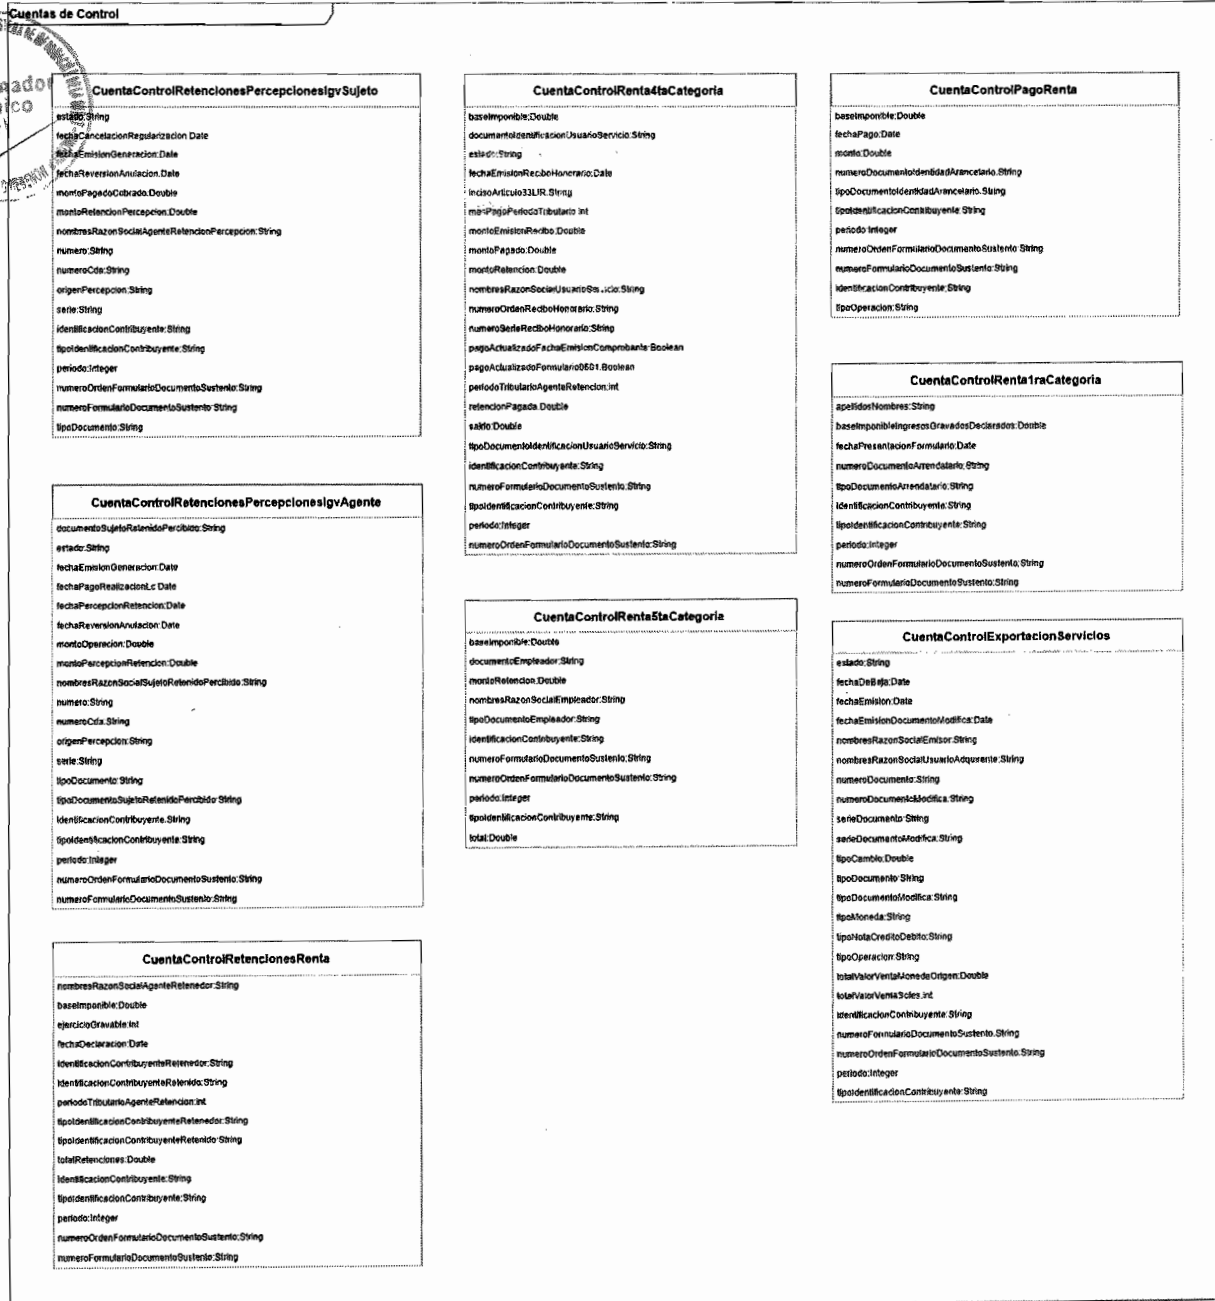 Cuentas de Control
CuentaControlRetencionesPercepcionesIgvSujeto
estado:String
fechaCancelacionRegularizacion:Date
fechaEmisionGeneracion:Date
fechaReversionAnulacion:Date
montoPagadoCobrado:Double
montoRetencionPercepcion:Double
nombresRazonSocialAgenteRetencionPercepcion:String
numero:String
numeroCda:String
origenPercepcion:String
serie:String
identificacionContribuyente:String
tipoIdentificacionContribuyente:String
periodo:Integer
numeroOrdenFormularioDocumentoSustento:String
numeroFormularioDocumentoSustento:String
tipoDocumento:String
CuentaControlRetencionesPercepcionesIgvAgente
documentoSujetoRetenidoPercibido:String
estado:String
fechaEmisionGeneracion:Date
fechaPagoRealizacionLc:Date
fechaPercepcionRetencion:Date
fechaReversionAnulacion:Date
montoOperacion:Double
montoPercepcionRetencion:Double
nombresRazonSocialSujetoRetenidoPercibido:String
numero:String
numeroCda:String
origenPercepcion:String
serie:String
tipoDocumento:String
tipoDocumentoSujetoRetenidoPercibido:String
identificacionContribuyente:String
tipoIdentificacionContribuyente:String
periodo:Integer
numeroOrdenFormularioDocumentoSustento:String
numeroFormularioDocumentoSustento:String
CuentaControlRetencionesRenta
nombresRazonSocialAgenteRetenedor:String
baseImponible:Double
ejercicioGravable:int
fechaDeclaracion:Date
identificacionContribuyenteRetenedor:String
identificacionContribuyenteRetenido:String
periodoTributarioAgenteRetencion:int
tipoIdentificacionContribuyenteRetenedor:String
tipoIdentificacionContribuyenteRetenido:String
totalRetenciones:Double
identificacionContribuyente:String
tipoIdentificacionContribuyente:String
periodo:Integer
numeroOrdenFormularioDocumentoSustento:String
numeroFormularioDocumentoSustento:String
CuentaControlRenta4taCategoria
baseImponible:Double
documentoIdentificacionUsuarioServicio:String
estado:String
fechaEmisionReciboHonorario:Date
incisoArticulo33LIR:String
mesPagoPeriodoTributario:int
montoEmisionRecibo:Double
montoPagado:Double
montoRetencion:Double
nombresRazonSocialUsuarioServicio:String
numeroOrdenReciboHonorario:String
numeroSerieReciboHonorario:String
pagoActualizadoFechaEmisionComprobante:Boolean
pagoActualizadoFormulario0601:Boolean
periodoTributarioAgenteRetencion:int
retencionPagada:Double
saldo:Double
tipoDocumentoIdentificacionUsuarioServicio:String
identificacionContribuyente:String
numeroFormularioDocumentoSustento:String
tipoIdentificacionContribuyente:String
periodo:Integer
numeroOrdenFormularioDocumentoSustento:String
CuentaControlRenta5taCategoria
baseImponible:Double
documentoEmpleador:String
montoRetencion:Double
nombresRazonSocialEmpleador:String
tipoDocumentoEmpleador:String
identificacionContribuyente:String
numeroFormularioDocumentoSustento:String
numeroOrdenFormularioDocumentoSustento:String
periodo:Integer
tipoIdentificacionContribuyente:String
total:Double
CuentaControlPagoRenta
baseImponible:Double
fechaPago:Date
monto:Double
numeroDocumentoIdentidadArancelario:String
tipoDocumentoIdentidadArancelario:String
tipoIdentificacionContribuyente:String
periodo:Integer
numeroOrdenFormularioDocumentoSustento:String
numeroFormularioDocumentoSustento:String
identificacionContribuyente:String
tipoOperacion:String
CuentaControlRenta1raCategoria
apellidosNombres:String
baseImponibleIngresosGravadosDeclarados:Double
fechaPresentacionFormulario:Date
numeroDocumentoArrendatario:String
tipoDocumentoArrendatario:String
identificacionContribuyente:String
tipoIdentificacionContribuyente:String
periodo:Integer
numeroOrdenFormularioDocumentoSustento:String
numeroFormularioDocumentoSustento:String
CuentaControlExportacionServicios
estado:String
fechaDeBaja:Date
fechaEmision:Date
fechaEmisionDocumentoModifica:Date
nombresRazonSocialEmisor:String
nombresRazonSocialUsuarioAdquirente:String
numeroDocumento:String
numeroDocumentoModifica:String
serieDocumento:String
serieDocumentoModifica:String
tipoCambio:Double
tipoDocumento:String
tipoDocumentoModifica:String
tipoMoneda:String
tipoNotaCreditoDebito:String
tipoOperacion:String
totalValorVentaMonedaOrigen:Double
totalValorVentaSoles:int
identificacionContribuyente:String
numeroFormularioDocumentoSustento:String
numeroOrdenFormularioDocumentoSustento:String
periodo:Integer
tipoIdentificacionContribuyente:String